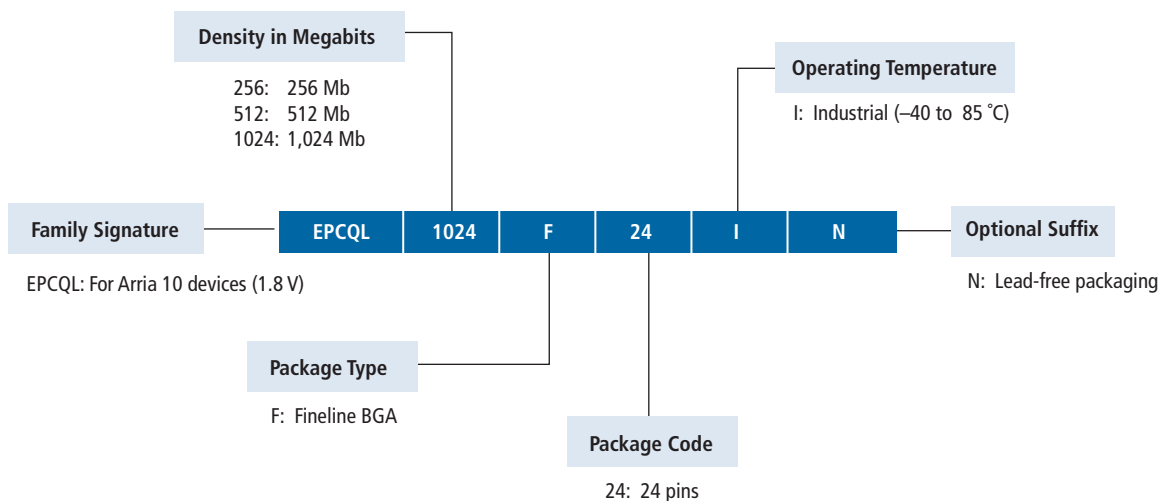 Density in Megabits
256: 256 Mb
512: 512 Mb
1024: 1,024 Mb
Operating Temperature
I: Industrial (–40 to 85 ˚C)
Family Signature
EPCQL 1024 F 24 I N
Optional Suffix
EPCQL: For Arria 10 devices (1.8 V)
N: Lead-free packaging
Package Type
F: Fineline BGA
Package Code
24: 24 pins